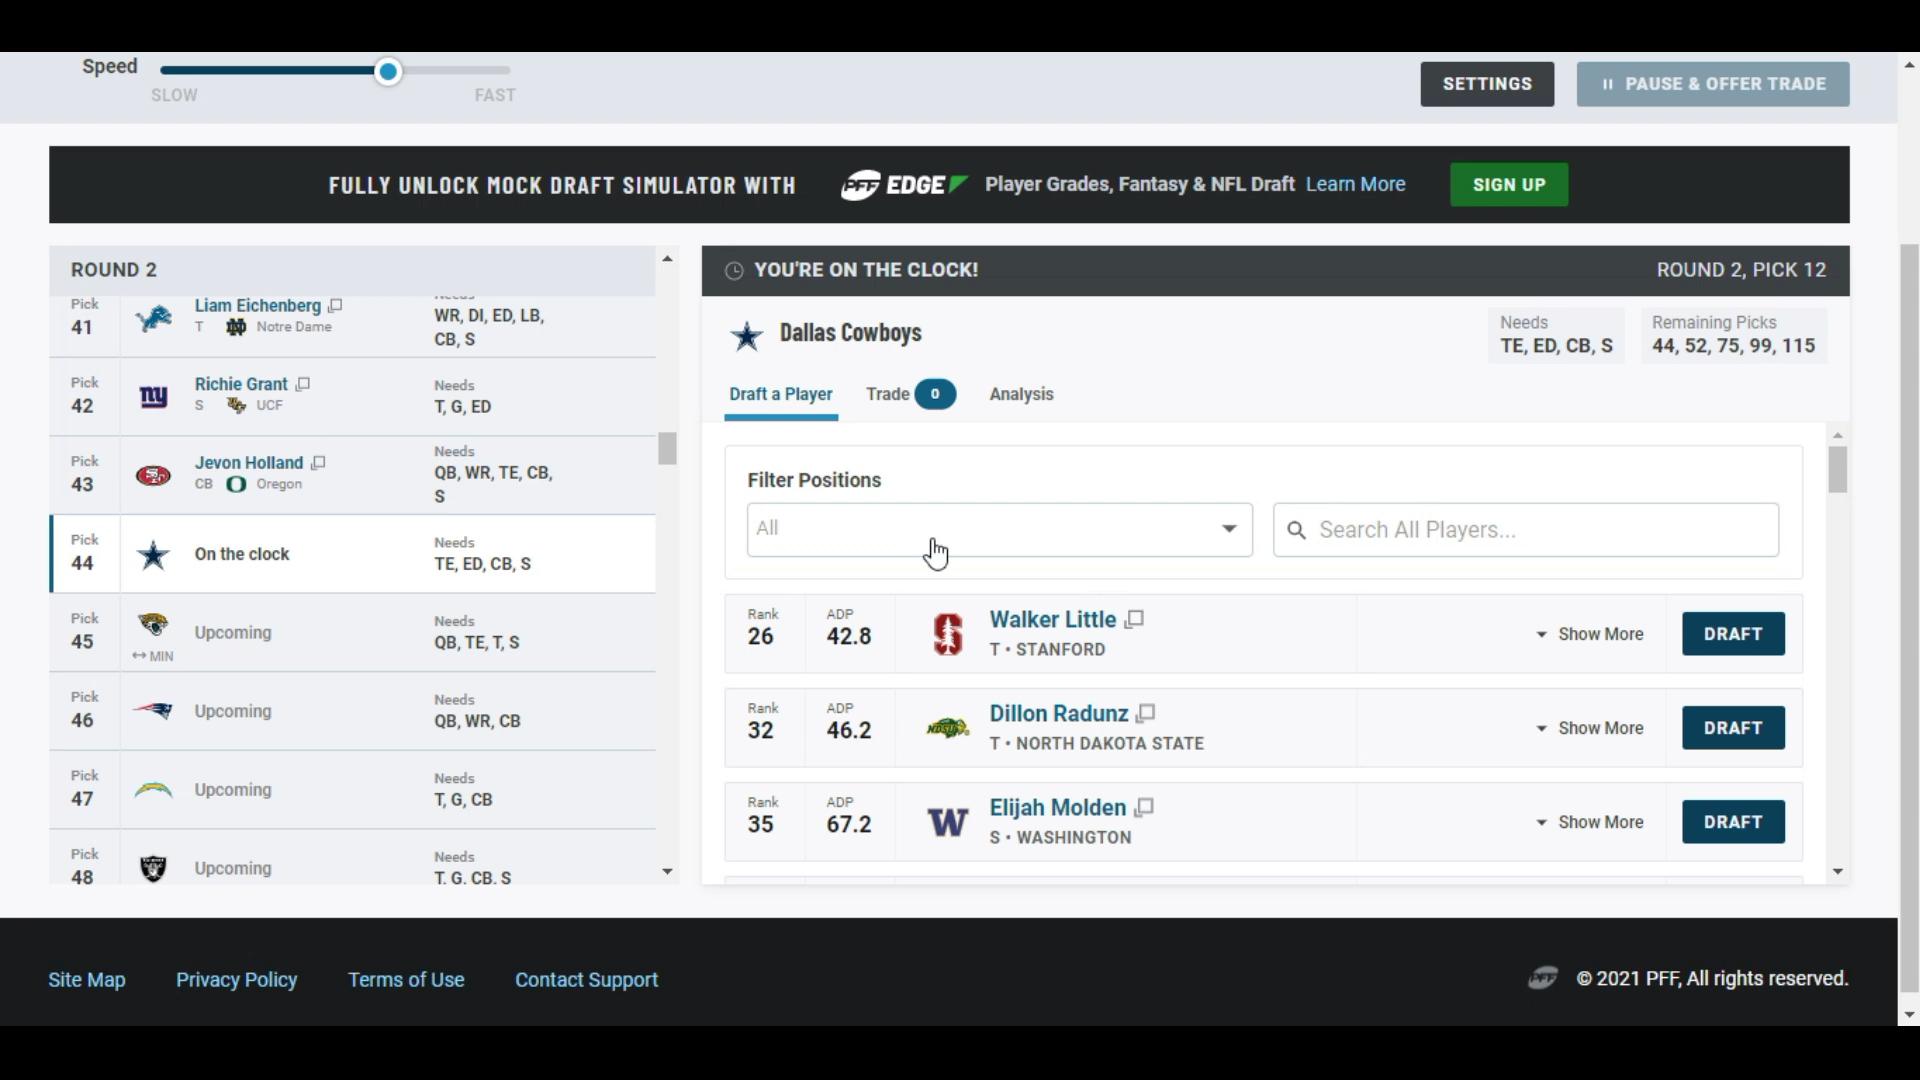 Speed
SLOW
FAST
SETTINGS
PAUSE & OFFER TRADE
FULLY UNLOCK MOCK DRAFT SIMULATOR WITH
PFF EDGE
Player Grades, Fantasy & NFL Draft Learn More
SIGN UP
ROUND 2
Pick
41
Liam Eichenberg
T ND Notre Dame
Needs
WR, DI, ED, LB,
CB, S
Pick
42
ny
Richie Grant
S UCF
Needs
T, G, ED
Pick
43
SF
Jevon Holland
CB O Oregon
Needs
QB, WR, TE, CB,
S
Pick
44
On the clock
Needs
TE, ED, CB, S
Pick
45
↔ MIN
Upcoming
Needs
QB, TE, T, S
Pick
46
Upcoming
Needs
QB, WR, CB
Pick
47
Upcoming
Needs
T, G, CB
Pick
48
Upcoming
Needs
T, G, CB, S
YOU'RE ON THE CLOCK!
ROUND 2, PICK 12
Dallas Cowboys
Needs
TE, ED, CB, S
Remaining Picks
44, 52, 75, 99, 115
Draft a Player
Trade 0
Analysis
Filter Positions
All
Search All Players...
Rank
26
ADP
42.8
S
Walker Little
T • STANFORD
Show More
DRAFT
Rank
32
ADP
46.2
NDSU
Dillon Radunz
T • NORTH DAKOTA STATE
Show More
DRAFT
Rank
35
ADP
67.2
W
Elijah Molden
S • WASHINGTON
Show More
DRAFT
Site Map
Privacy Policy
Terms of Use
Contact Support
PFF
© 2021 PFF, All rights reserved.